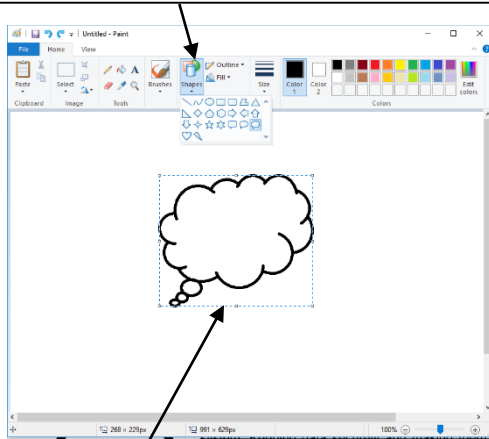 Untitled - Paint
File Home View
Paste Select Brushes Shapes Outline Fill Size Color 1 Color 2 Edit colors
Clipboard Image Tools Colors
268 × 229px 991 × 629px 100%